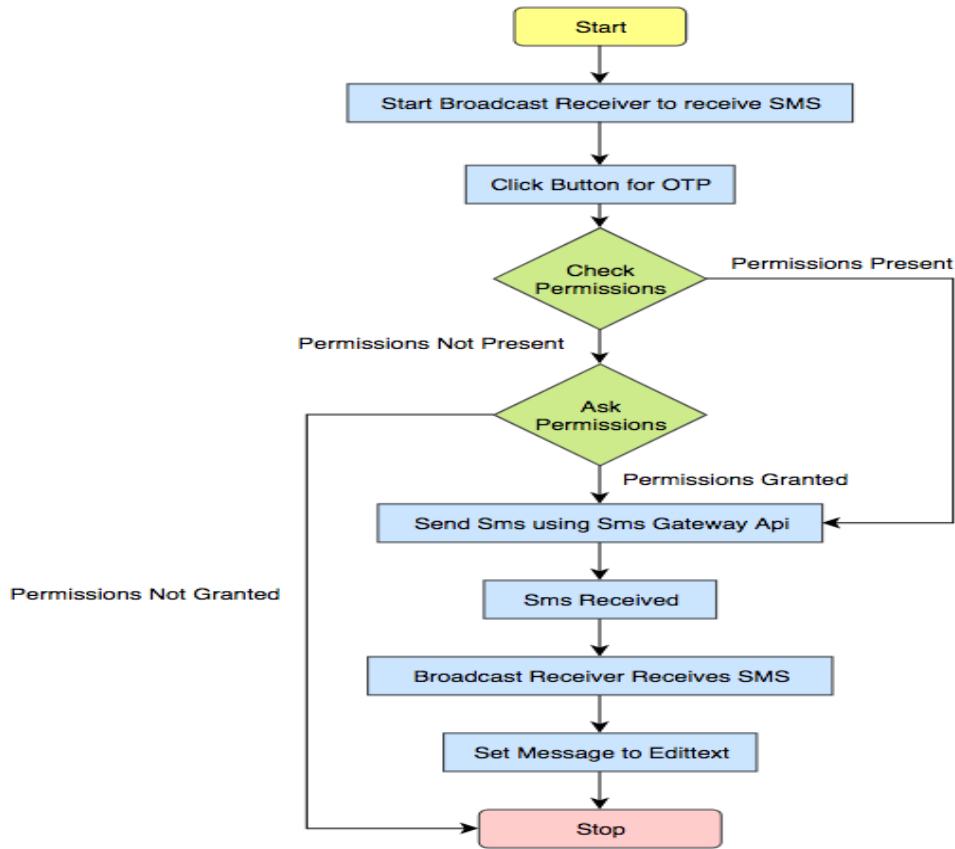 Start
Start Broadcast Receiver to receive SMS
Click Button for OTP
Check
Permissions
Permissions Present
Permissions Not Present
Ask
Permissions
Permissions Granted
Send Sms using Sms Gateway Api
Permissions Not Granted
Sms Received
Broadcast Receiver Receives SMS
Set Message to Edittext
Stop